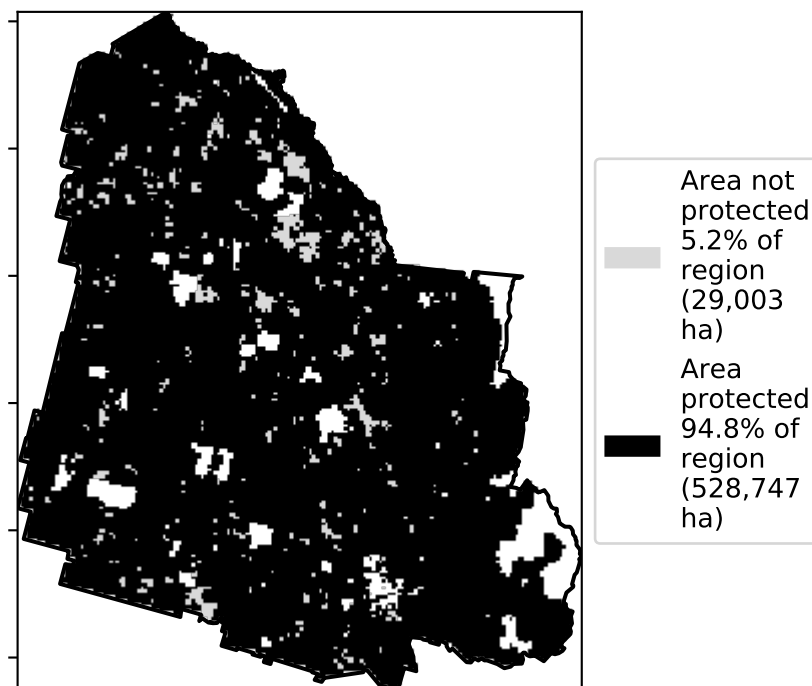 Area not
protected
5.2% of
region
(29,003
ha)
Area
protected
94.8% of
region
(528,747
ha)